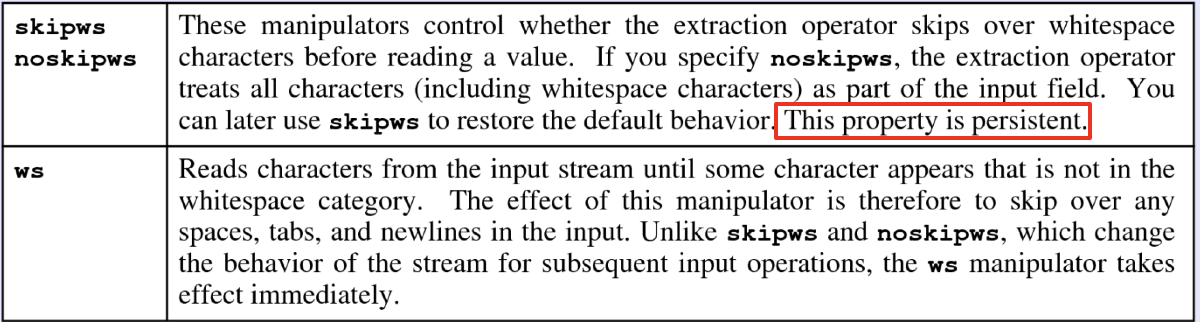 skipws
noskipws
These manipulators control whether the extraction operator skips over whitespace
characters before reading a value. If you specify noskipws, the extraction operator
treats all characters (including whitespace characters) as part of the input field. You
can later use skipws to restore the default behavior. This property is persistent.
ws
Reads characters from the input stream until some character appears that is not in the
whitespace category. The effect of this manipulator is therefore to skip over any
spaces, tabs, and newlines in the input. Unlike skipws and noskipws, which change
the behavior of the stream for subsequent input operations, the ws manipulator takes
effect immediately.